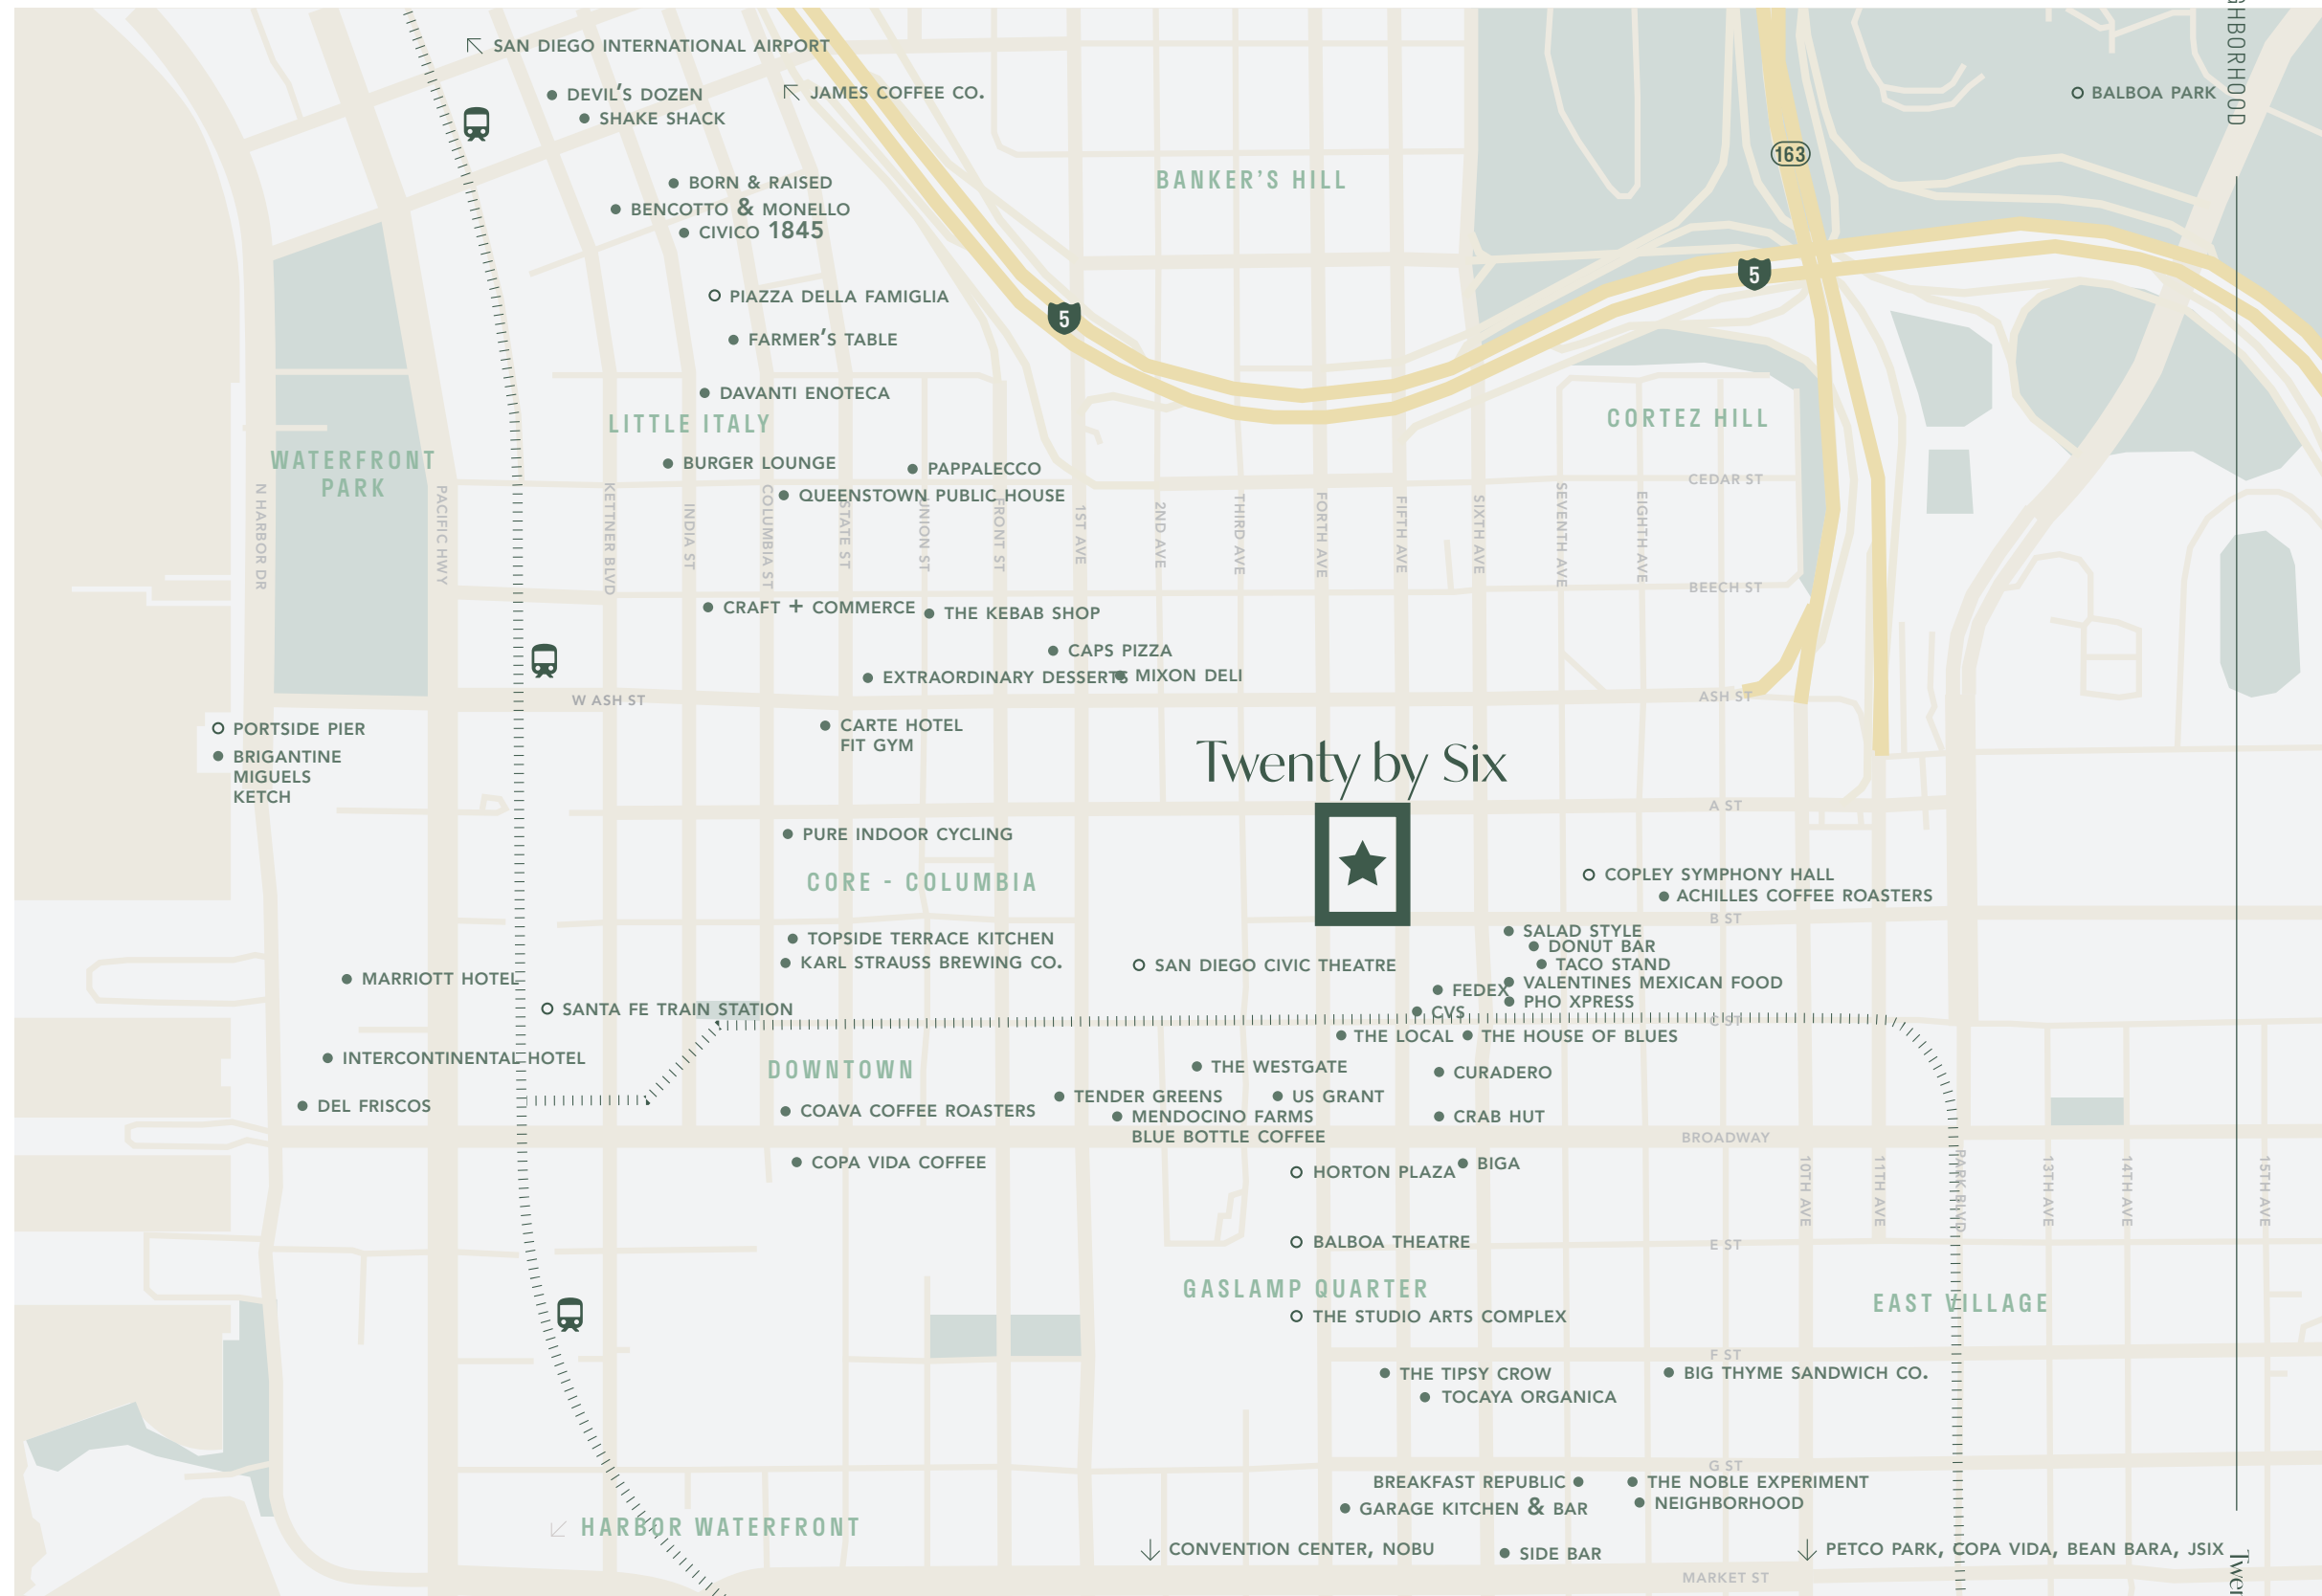 SAN DIEGO INTERNATIONAL AIRPORT
DEVIL'S DOZEN
JAMES COFFEE CO.
SHAKE SHACK
BALBOA PARK
GHBORHOOD
163
BANKER'S HILL
BORN & RAISED
BENCOTTO & MONELLO
CIVICO 1845
5
PIAZZA DELLA FAMIGLIA
5
FARMER'S TABLE
DAVANTI ENOTECA
LITTLE ITALY
CORTEZ HILL
WATERFRONT
PARK
BURGER LOUNGE
PAPPALECCO
QUEENSTOWN PUBLIC HOUSE
CEDAR ST
N HARBOR DR
PACIFIC HWY
KETTNER BLVD
INDIA ST
COLUMBIA ST
STATE ST
UNION ST
FRONT ST
1ST AVE
2ND AVE
THIRD AVE
FORTH AVE
FIFTH AVE
SIXTH AVE
SEVENTH AVE
EIGHTH AVE
BEECH ST
CRAFT + COMMERCE
THE KEBAB SHOP
CAPS PIZZA
EXTRAORDINARY DESSERTS
MIXON DELI
W ASH ST
ASH ST
PORTSIDE PIER
BRIGANTINE
MIGUELS
KETCH
CARTE HOTEL
FIT GYM
Twenty by Six
A ST
PURE INDOOR CYCLING
CORE - COLUMBIA
COPLEY SYMPHONY HALL
ACHILLES COFFEE ROASTERS
B ST
TOPSIDE TERRACE KITCHEN
KARL STRAUSS BREWING CO.
SALAD STYLE
DONUT BAR
SAN DIEGO CIVIC THEATRE
TACO STAND
MARRIOTT HOTEL
VALENTINES MEXICAN FOOD
FEDEX
PHO XPRESS
SANTA FE TRAIN STATION
CVS
C ST
THE LOCAL
THE HOUSE OF BLUES
INTERCONTINENTAL HOTEL
DOWNTOWN
THE WESTGATE
CURADERO
DEL FRISCOS
COAVA COFFEE ROASTERS
TENDER GREENS
US GRANT
MENDOCINO FARMS
BLUE BOTTLE COFFEE
CRAB HUT
BROADWAY
COPA VIDA COFFEE
HORTON PLAZA
BIGA
10TH AVE
11TH AVE
PARK BLVD
13TH AVE
14TH AVE
15TH AVE
BALBOA THEATRE
E ST
GASLAMP QUARTER
EAST VILLAGE
THE STUDIO ARTS COMPLEX
F ST
THE TIPSY CROW
BIG THYME SANDWICH CO.
TOCAYA ORGANICA
G ST
BREAKFAST REPUBLIC
THE NOBLE EXPERIMENT
GARAGE KITCHEN & BAR
NEIGHBORHOOD
HARBOR WATERFRONT
CONVENTION CENTER, NOBU
SIDE BAR
PETCO PARK, COPA VIDA, BEAN BARA, JSIX
MARKET ST